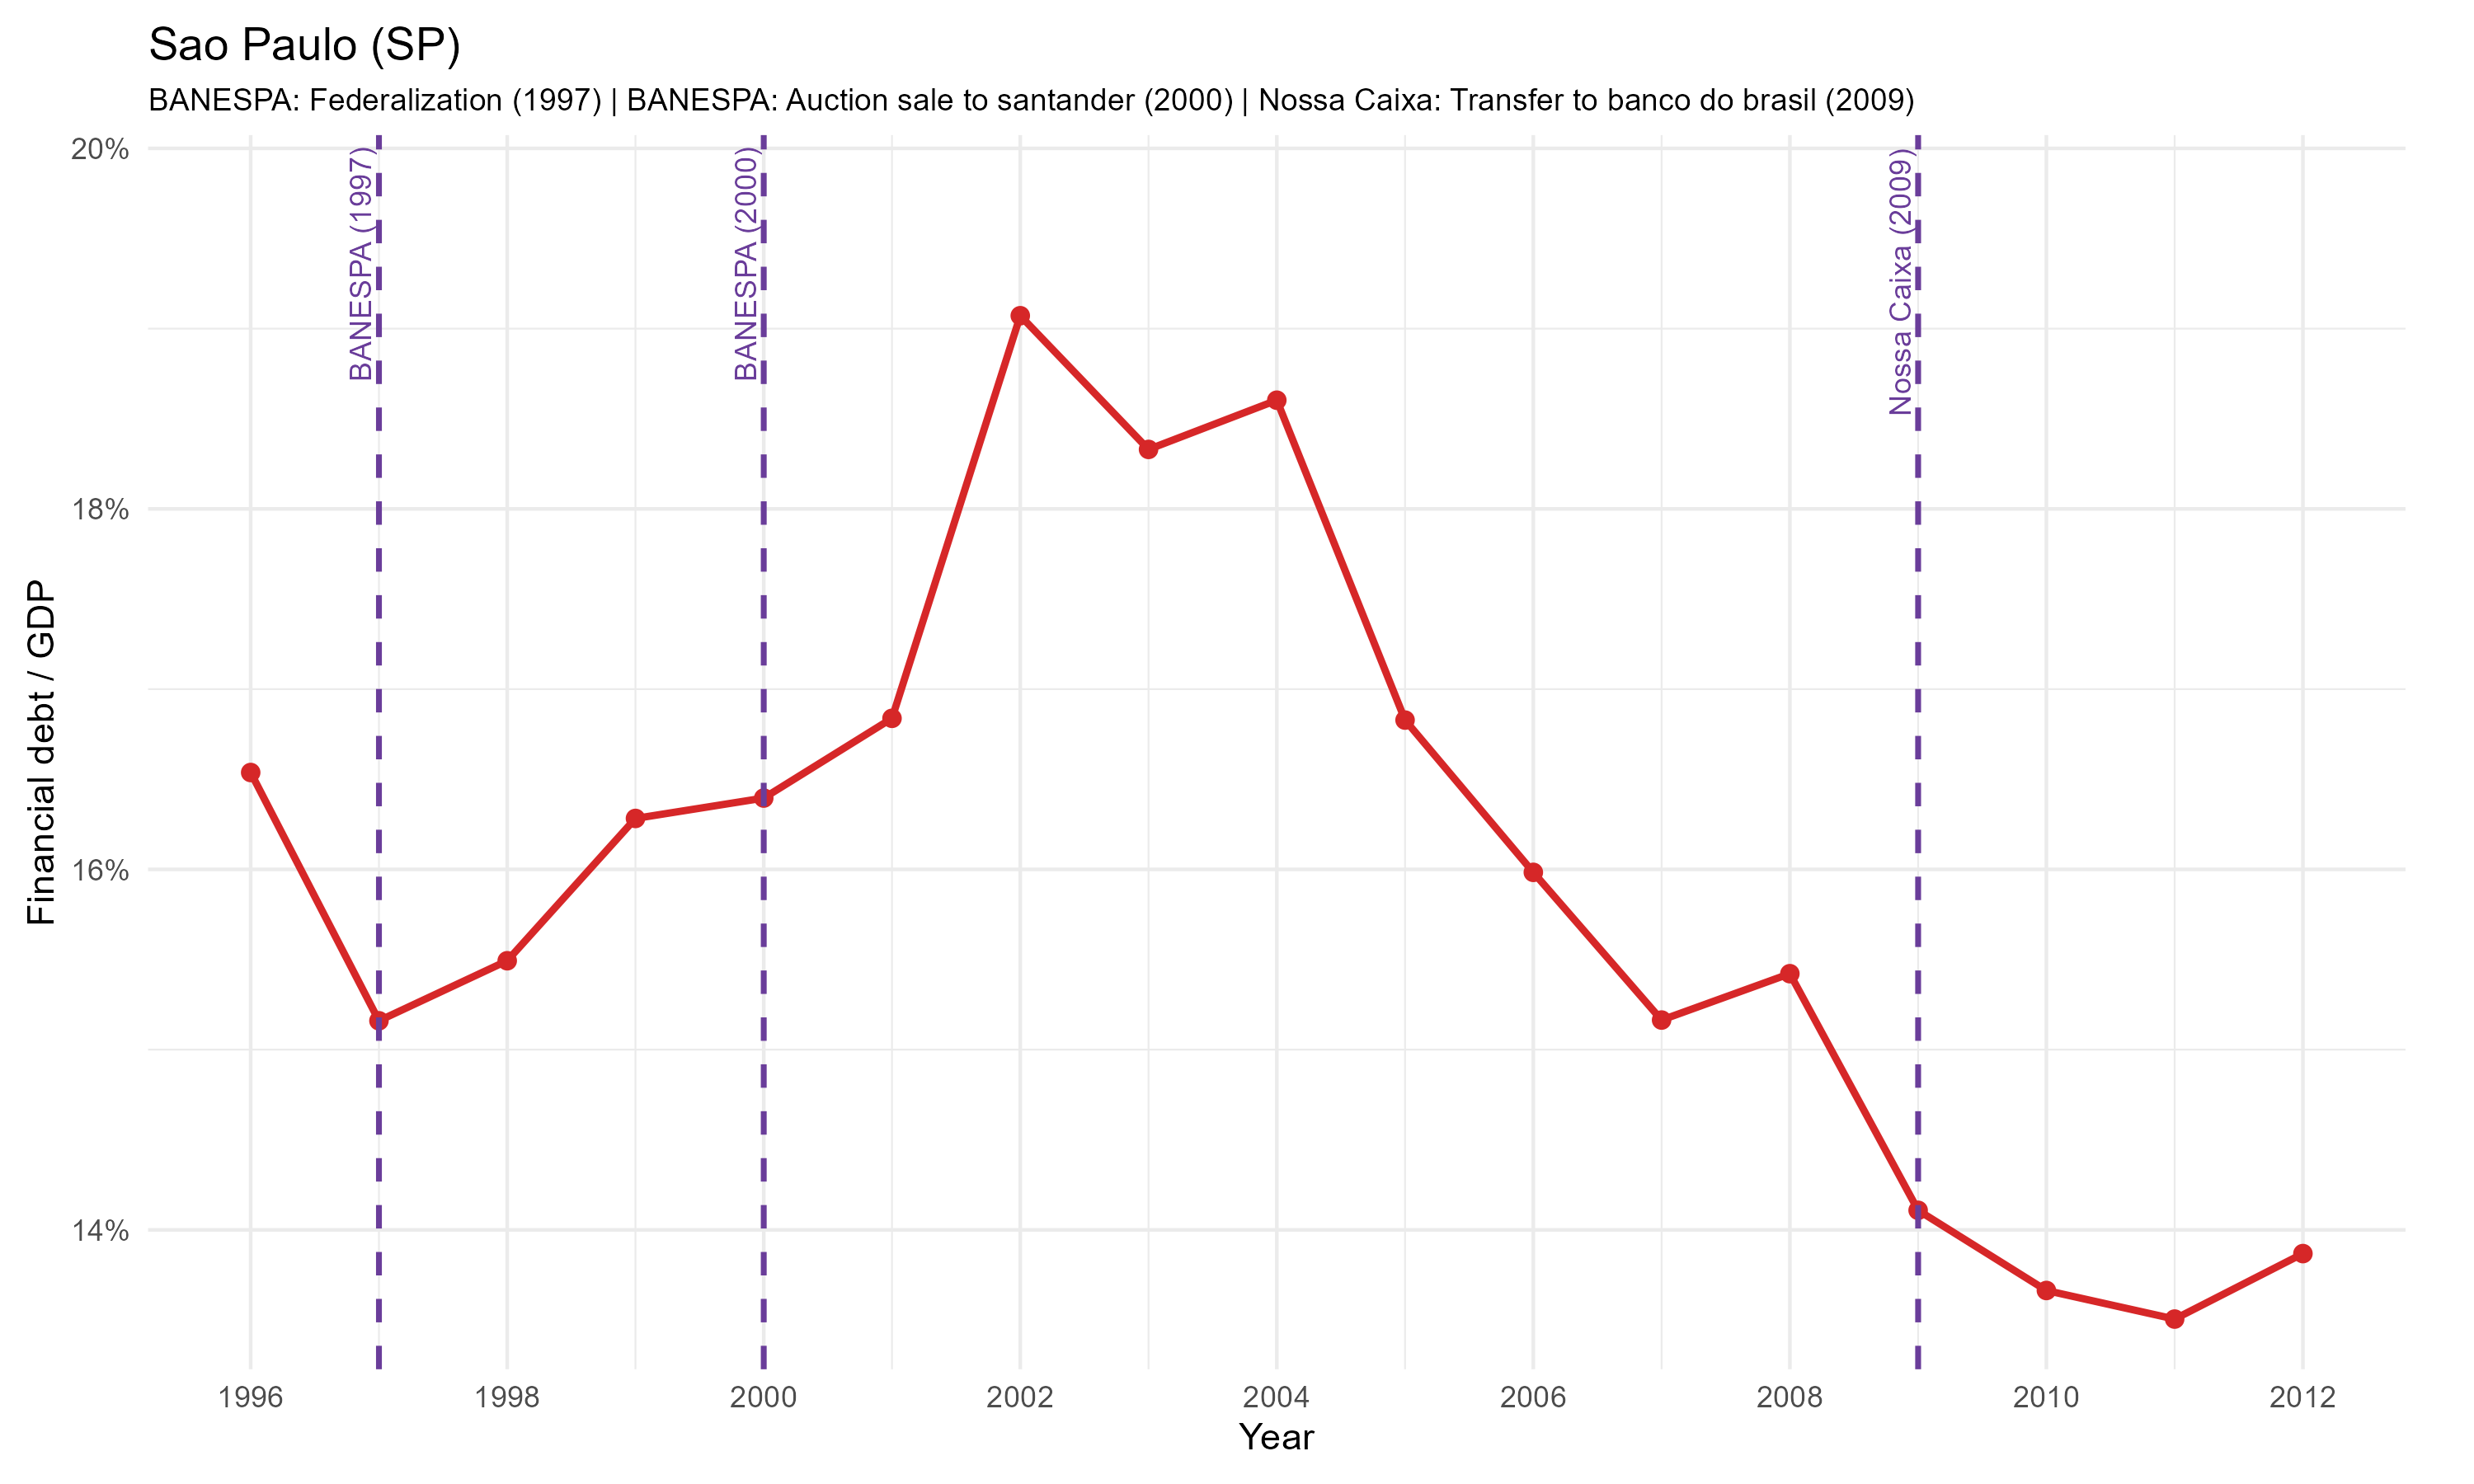 Sao Paulo (SP)
BANESPA: Federalization (1997) | BANESPA: Auction sale to santander (2000) | Nossa Caixa: Transfer to banco do brasil (2009)
BANESPA (1997)
BANESPA (2000)
Nossa Caixa (2009)
20%
18%
16%
14%
Financial debt / GDP
1996
1998
2000
2002
2004
2006
2008
2010
2012
Year